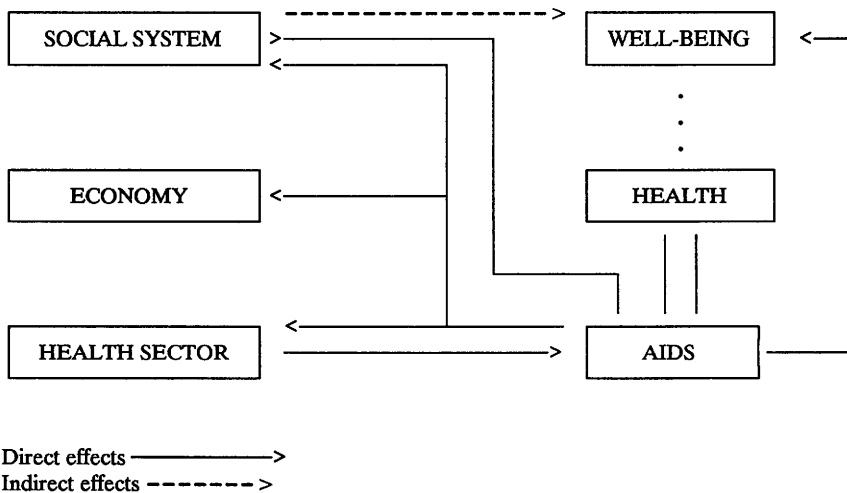 SOCIAL SYSTEM
WELL-BEING
ECONOMY
HEALTH
HEALTH SECTOR
AIDS
Direct effects
Indirect effects